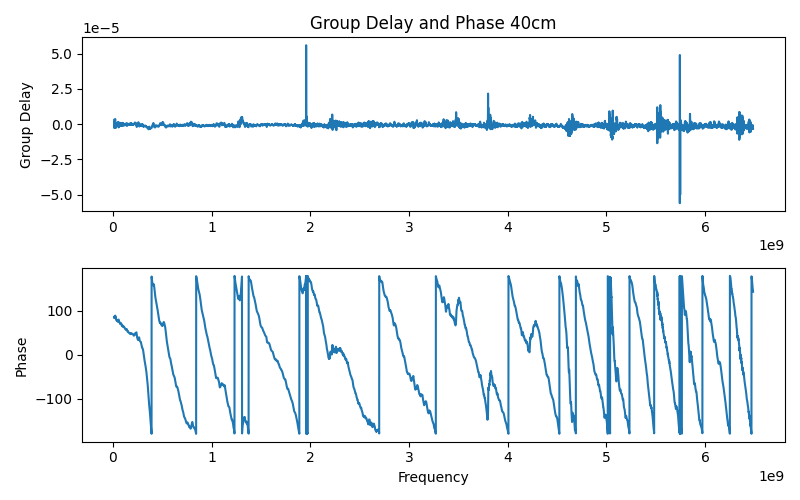 Group Delay and Phase 40cm
1e−5
5.0
2.5
0.0
−2.5
−5.0
Group Delay
0 1 2 3 4 5 6
1e9
100
0
−100
Phase
0 1 2 3 4 5 6
1e9
Frequency